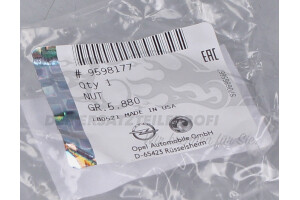 EAC
# 9598177
Qty 1
NUT
GR.5.880
MADE IN USA
Opel Automobile GmbH
D-65423 Rüsselsheim